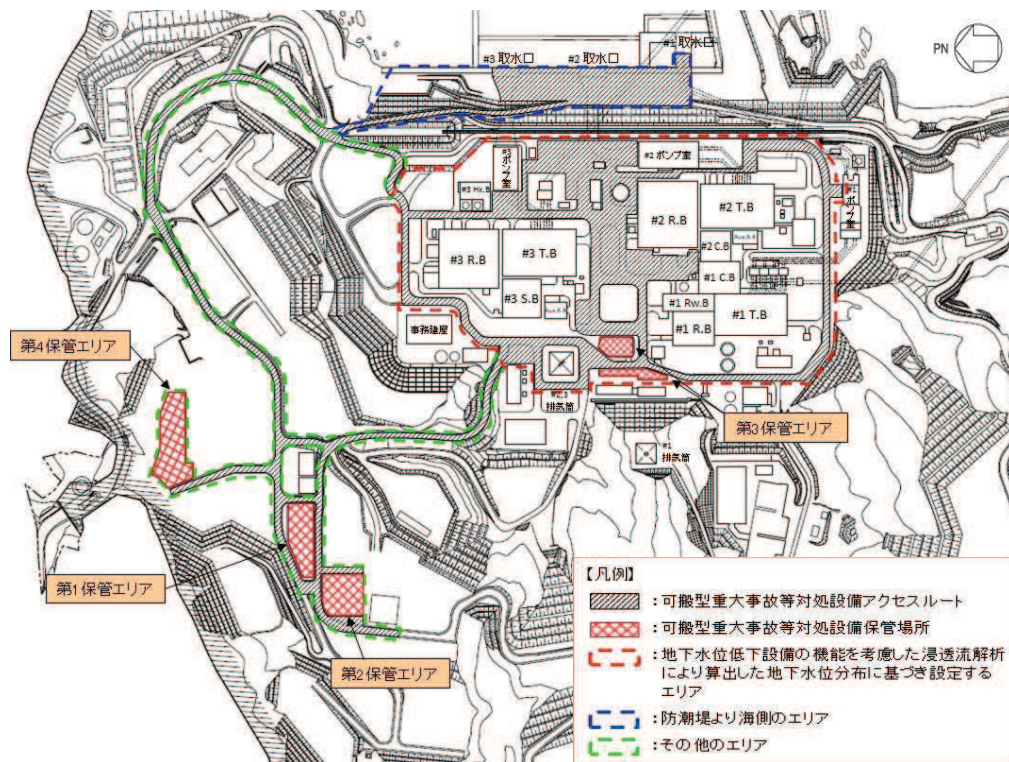 #1 取水口
#3 取水口
#2 取水口
PN
#3 ポンプ室
#2 ポンプ室
#3 Hx.B
#1 ポンプ室
#2 R.B
#2 T.B
#3 R.B
#3 T.B
#2 C.B
#1 C.B
#3 S.B
#1 Rw.B
#1 T.B
#1 R.B
事務建屋
第4保管エリア
#2,3
排気筒
第3保管エリア
#1
排気筒
第1保管エリア
第2保管エリア
【凡例】
：可搬型重大事故等対処設備アクセスルート
：可搬型重大事故等対処設備保管場所
：地下水位低下設備の機能を考慮した浸透流解析
により算出した地下水位分布に基づき設定する
エリア
：防潮堤より海側のエリア
：その他のエリア